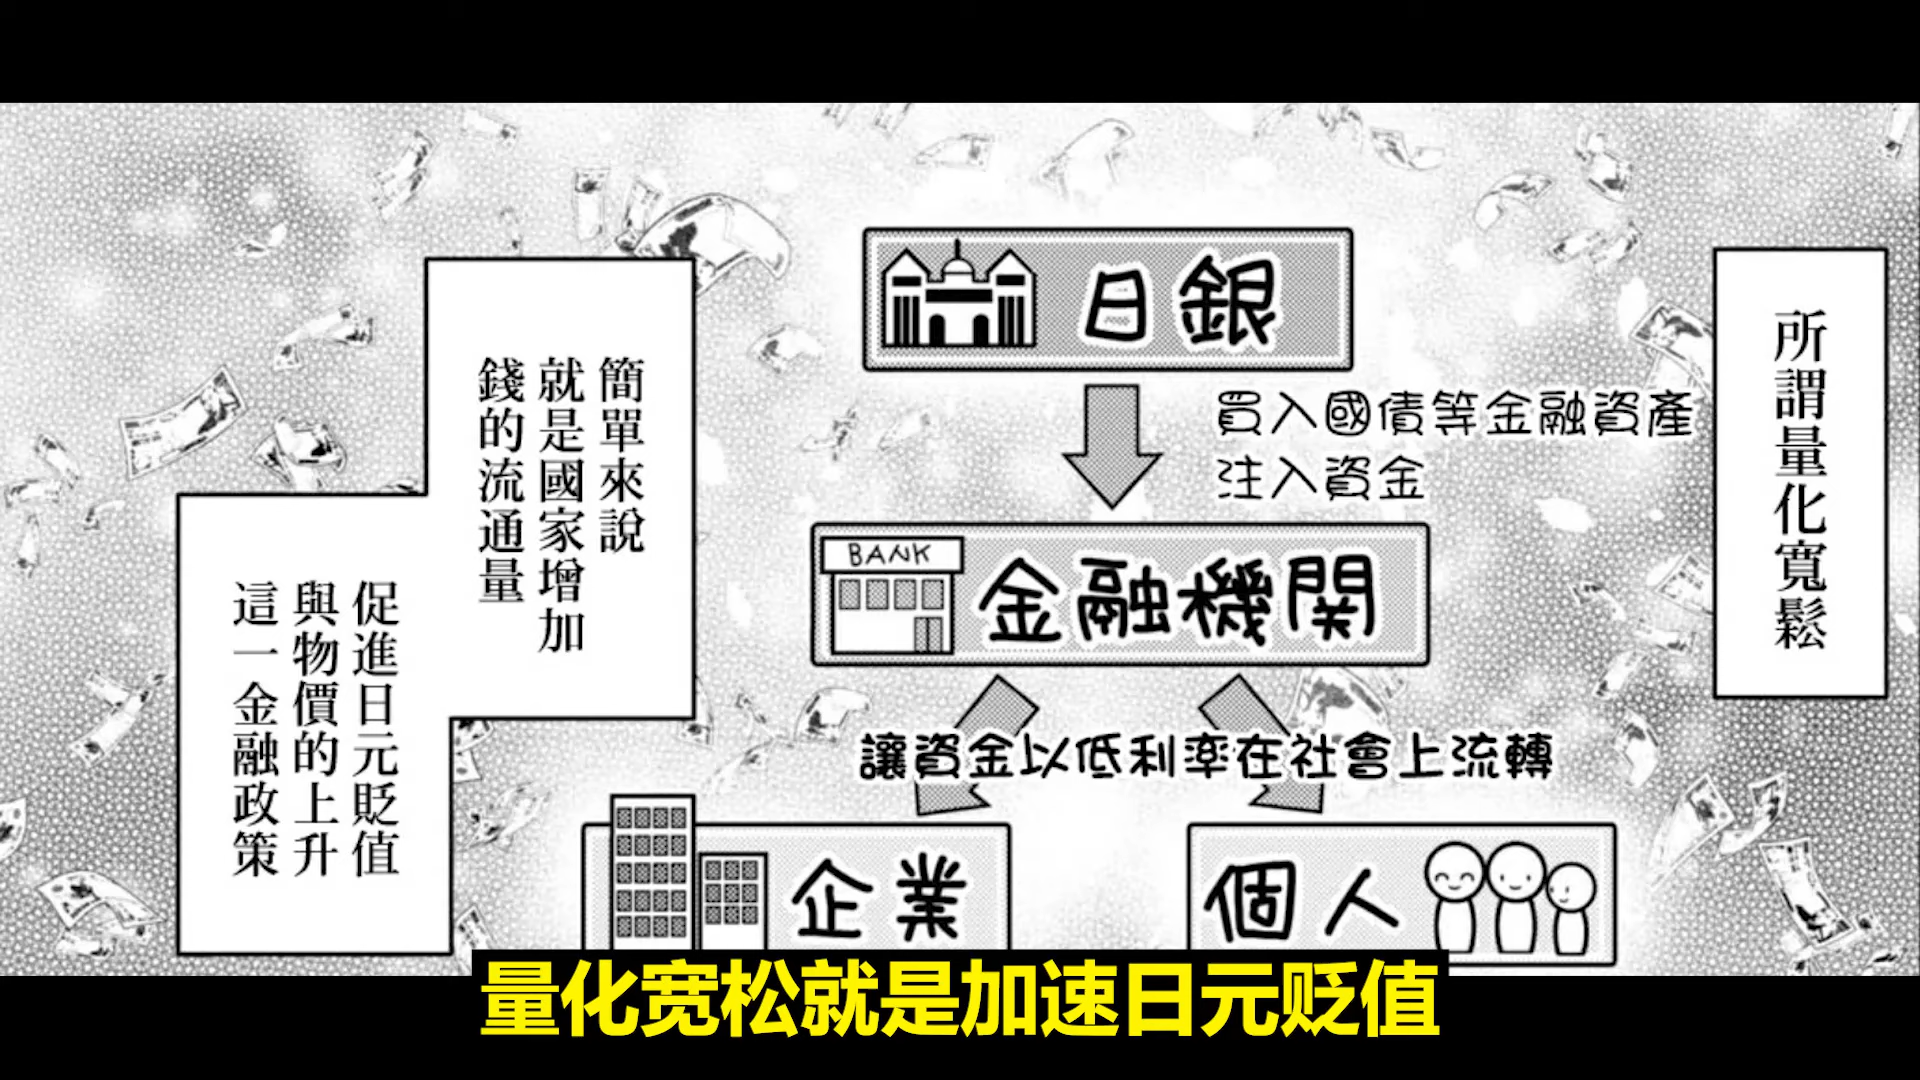 所謂量化寬鬆
日銀
買入國債等金融資產
注入資金
BANK
金融機関
讓資金以低利率在社會上流轉
企業
個人
簡單來說
就是國家增加
錢的流通量
促進日元貶值
與物價的上升
這一金融政策
量化宽松就是加速日元贬值